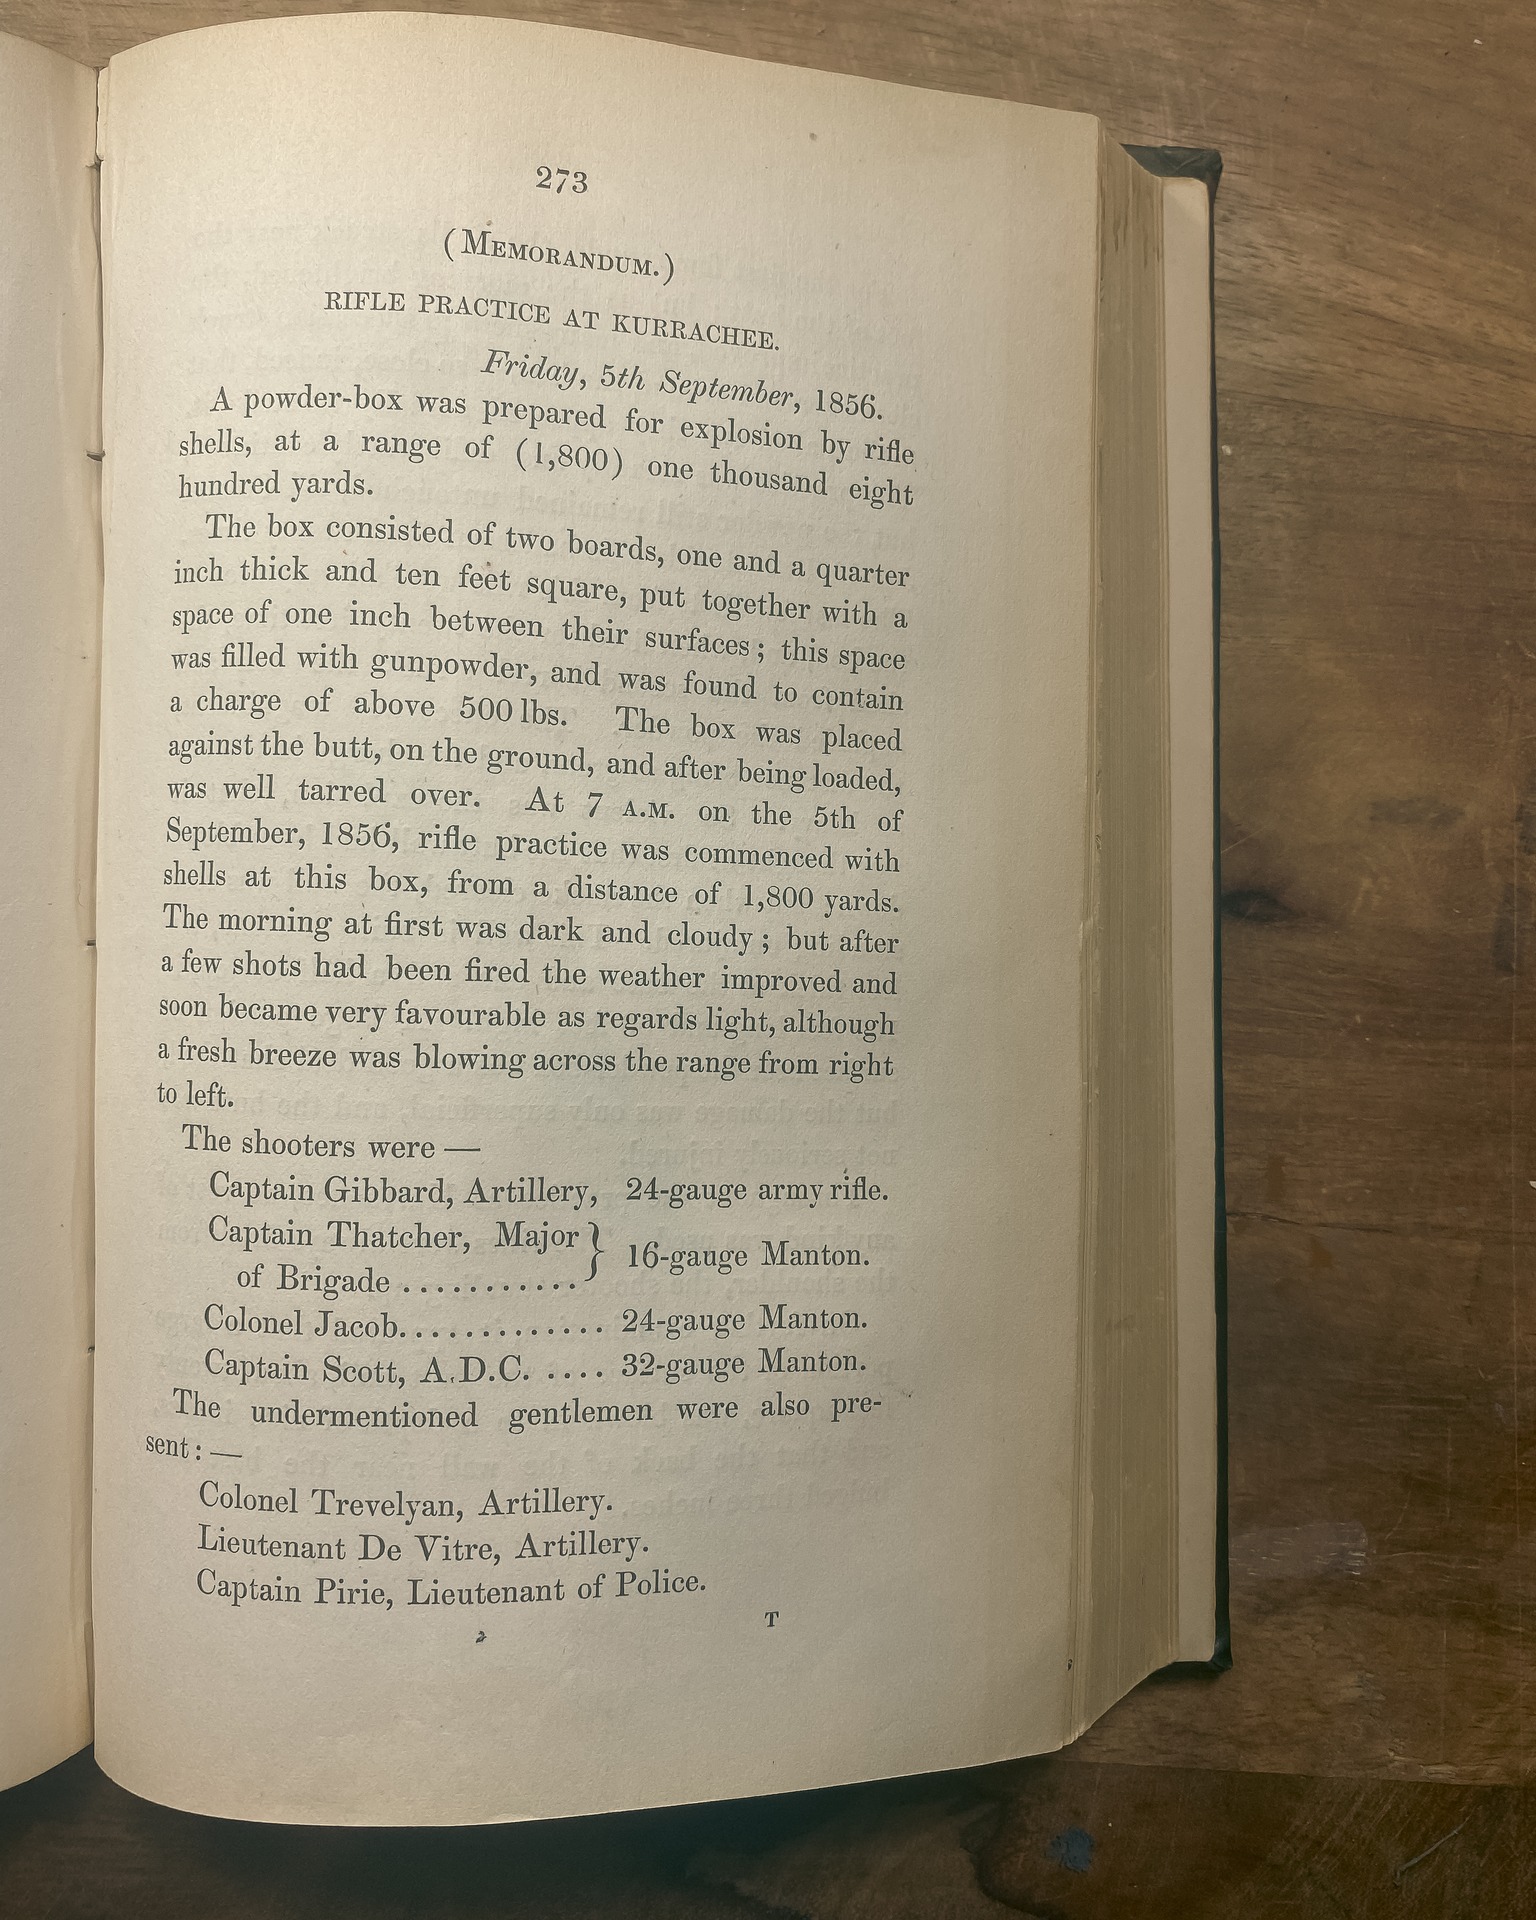 273
(MEMORANDUM.)
RIFLE PRACTICE AT KURRACHEE.
Friday, 5th September, 1856.
A powder-box was prepared for explosion by rifle
shells, at a range of (1,800) one thousand eight
hundred yards.
The box consisted of two boards, one and a quarter
inch thick and ten feet square, put together with a
space of one inch between their surfaces; this space
was filled with gunpowder, and was found to contain
a charge of above 500 lbs. The box was placed
against the butt, on the ground, and after being loaded,
was well tarred over. At 7 A.M. on the 5th of
September, 1856, rifle practice was commenced with
shells at this box, from a distance of 1,800 yards.
The morning at first was dark and cloudy; but after
a few shots had been fired the weather improved and
soon became very favourable as regards light, although
a fresh breeze was blowing across the range from right
to left.
The shooters were —
Captain Gibbard, Artillery, 24-gauge army rifle.
Captain Thatcher, Major
of Brigade ........... } 16-gauge Manton.
Colonel Jacob............. 24-gauge Manton.
Captain Scott, A.D.C. .... 32-gauge Manton.
The undermentioned gentlemen were also pre-
sent: —
Colonel Trevelyan, Artillery.
Lieutenant De Vitre, Artillery.
Captain Pirie, Lieutenant of Police.
T